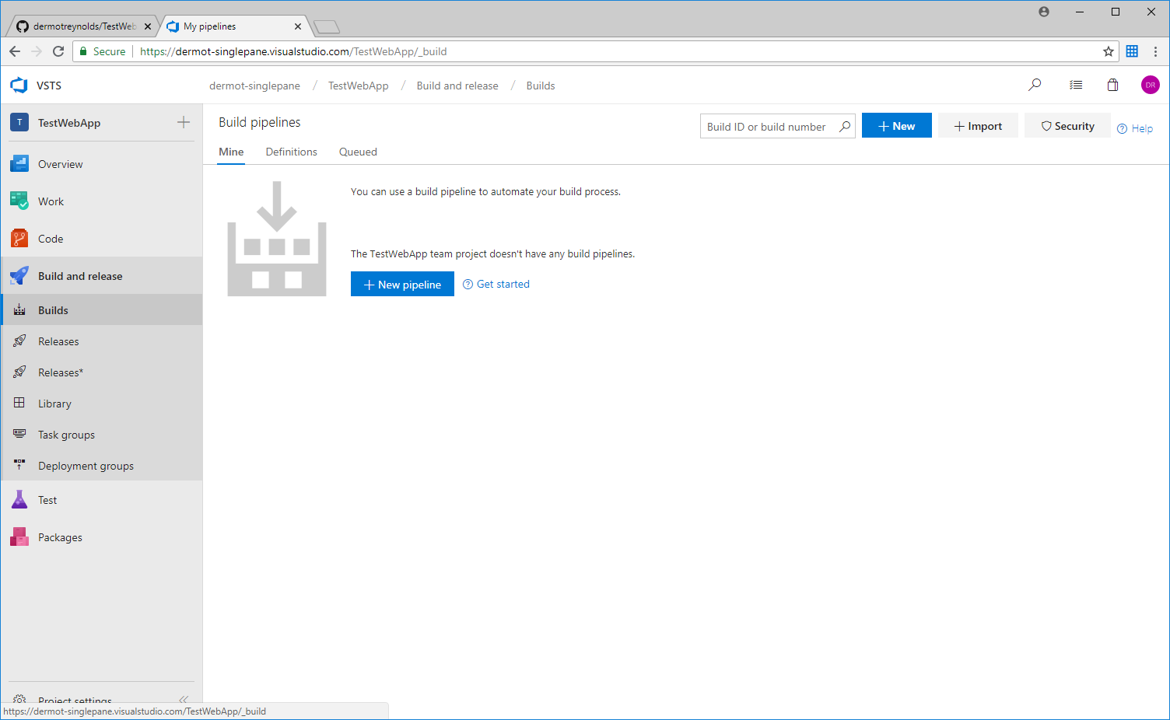 dermotreynolds/TestWeb
My pipelines
Secure
https://dermot-singlepane.visualstudio.com/TestWebApp/_build
VSTS
dermot-singlepane / TestWebApp / Build and release / Builds
DR
T
TestWebApp
Build pipelines
Build ID or build number
New
Import
Security
Help
Mine
Definitions
Queued
Overview
Work
Code
Build and release
Builds
Releases
Releases*
Library
Task groups
Deployment groups
Test
Packages
You can use a build pipeline to automate your build process.
The TestWebApp team project doesn't have any build pipelines.
New pipeline
Get started
Project settings
https://dermot-singlepane.visualstudio.com/TestWebApp/_build